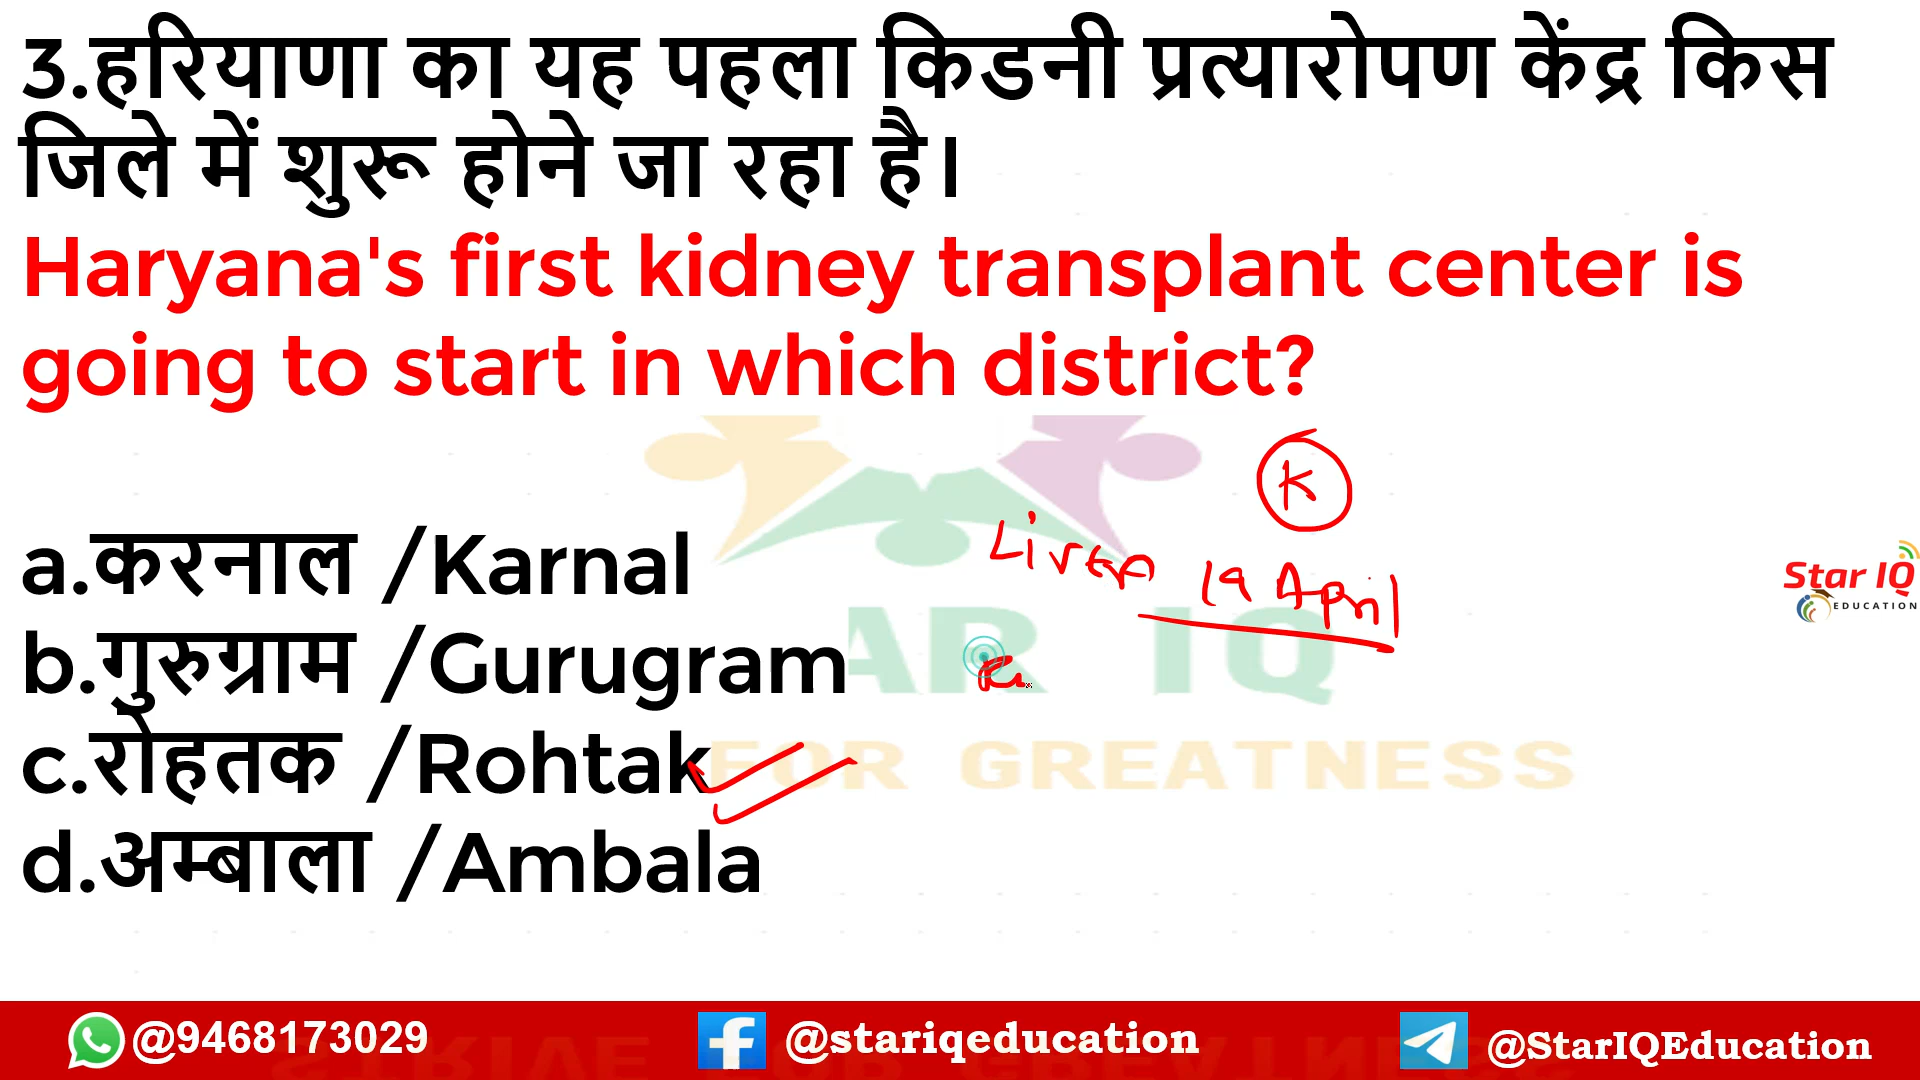 3.हरियाणा का यह पहला किडनी प्रत्यारोपण केंद्र किस
जिले में शुरू होने जा रहा है।
Haryana's first kidney transplant center is
going to start in which district?
K
Liver 19 April
a.करनाल /Karnal
b.गुरुग्राम /Gurugram
c.रोहतक /Rohtak
d.अम्बाला /Ambala
AR IQ
FOR GREATNESS
Star IQ
EDUCATION
@9468173029
@stariqeducation
@StarIQEducation